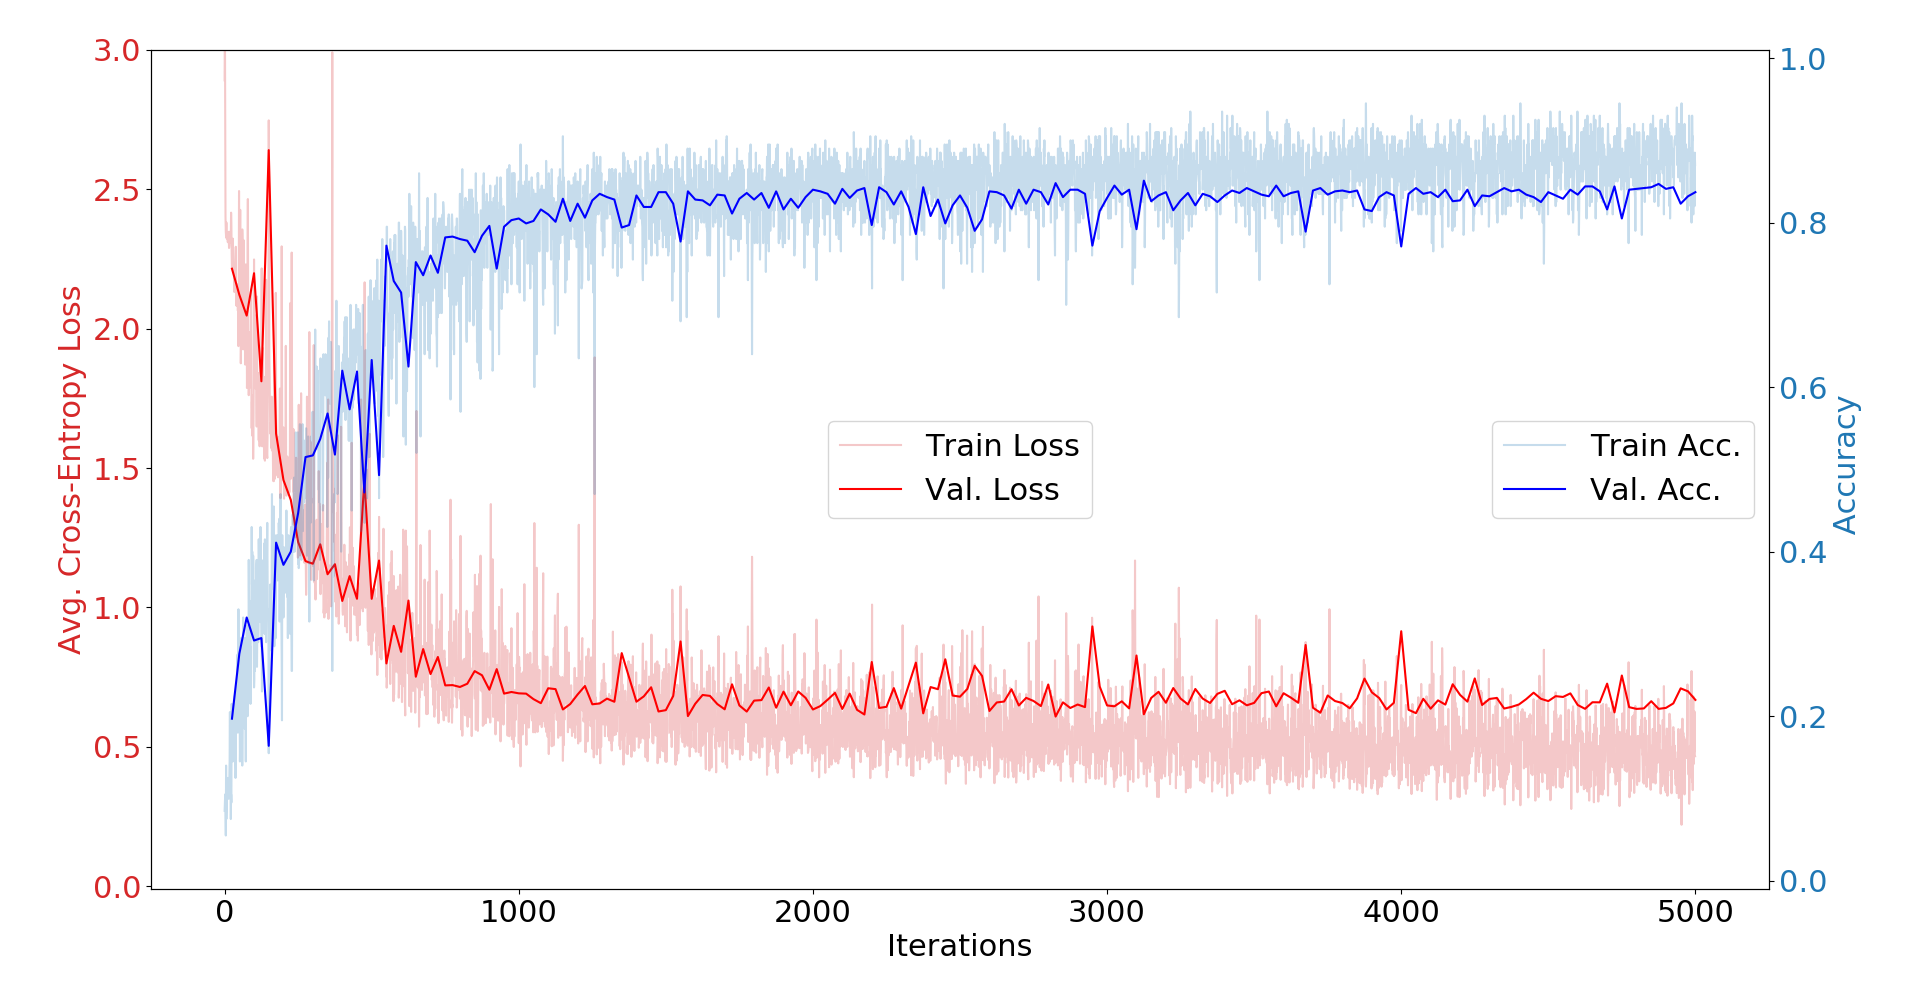 3.0
2.5
2.0
1.5
1.0
0.5
0.0
Avg. Cross-Entropy Loss
0
1000
2000
3000
4000
5000
Iterations
1.0
0.8
0.6
0.4
0.2
0.0
Accuracy
Train Loss
Val. Loss
Train Acc.
Val. Acc.